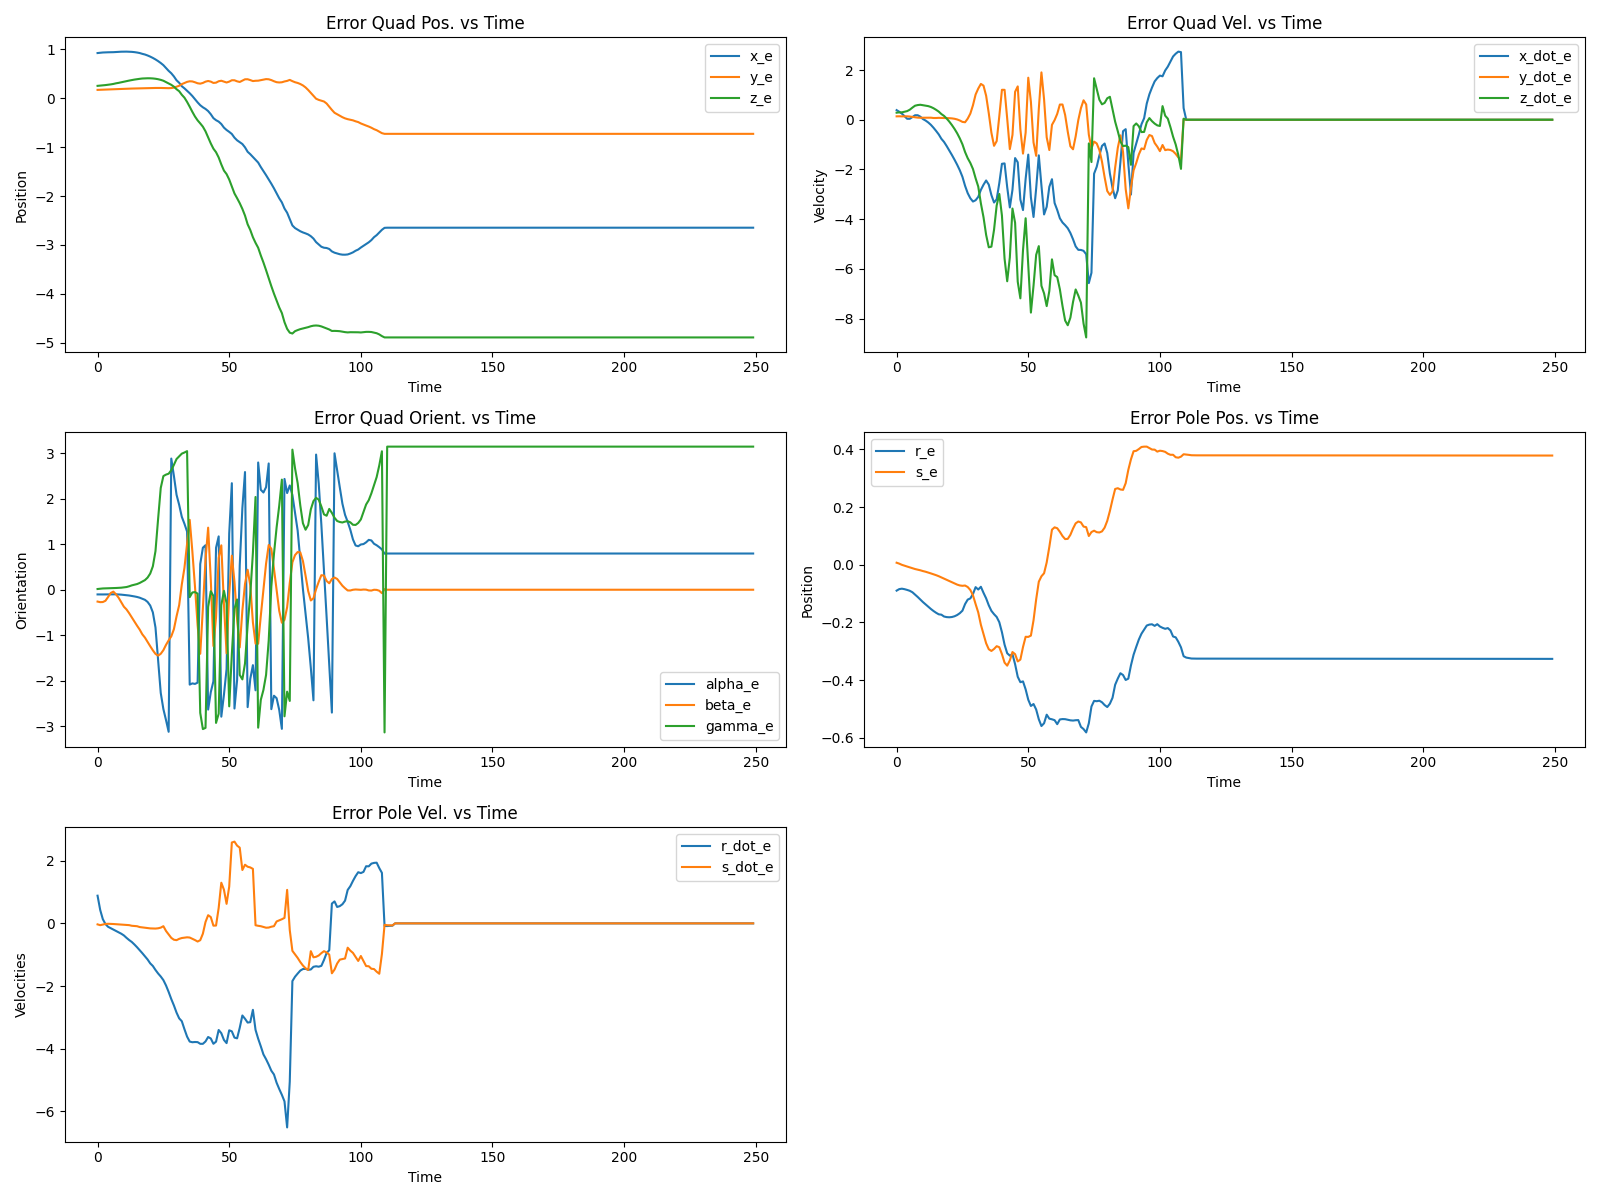 Error Quad Pos. vs Time
1
0
−1
−2
−3
−4
−5
Position
0 50 100 150 200 250
Time
x_e
y_e
z_e
Error Quad Vel. vs Time
2
0
−2
−4
−6
−8
Velocity
0 50 100 150 200 250
Time
x_dot_e
y_dot_e
z_dot_e
Error Quad Orient. vs Time
3
2
1
0
−1
−2
−3
Orientation
0 50 100 150 200 250
Time
alpha_e
beta_e
gamma_e
Error Pole Pos. vs Time
0.4
0.2
0.0
−0.2
−0.4
−0.6
Position
0 50 100 150 200 250
Time
r_e
s_e
Error Pole Vel. vs Time
2
0
−2
−4
−6
Velocities
0 50 100 150 200 250
Time
r_dot_e
s_dot_e